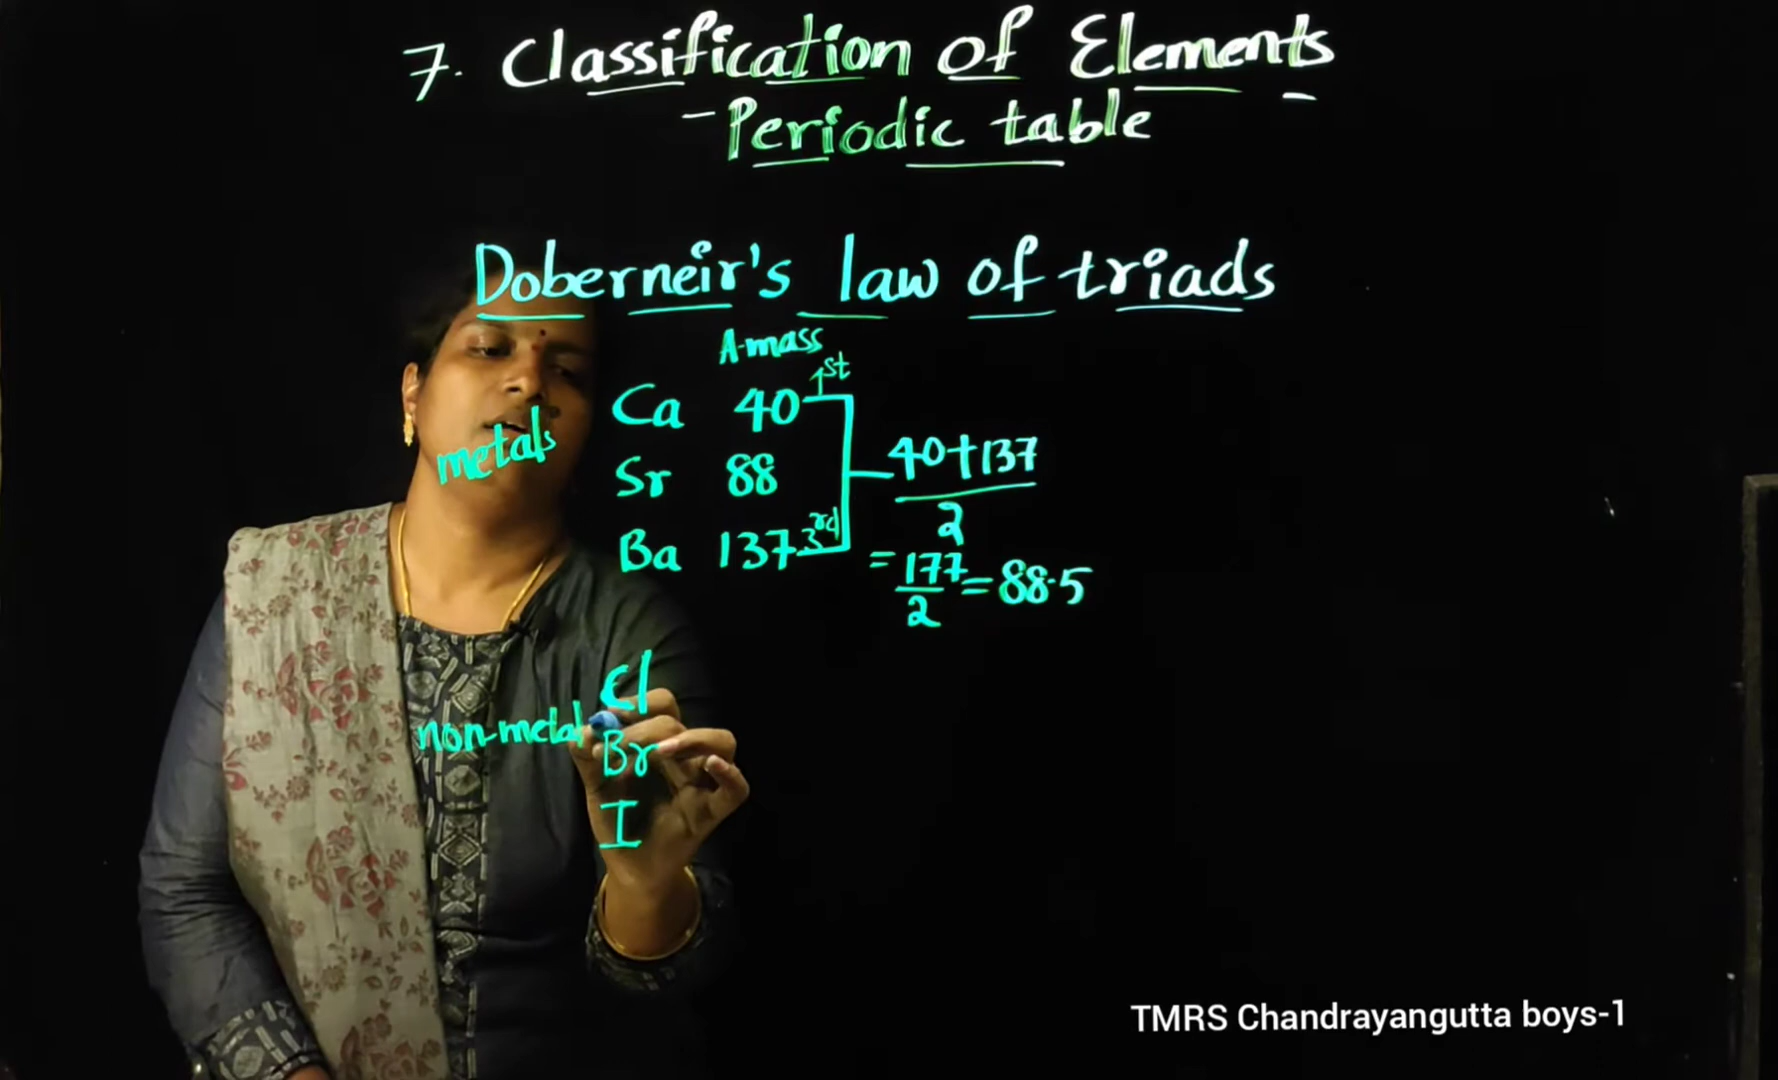 7. Classification of Elements
- Periodic table
Doberneir's law of triads
A.mass
Ca 40 1st
Sr 88
Ba 137 3rd
40+137
2
= 177
2
= 88.5
metals
non-metal
Cl
Br
I
TMRS Chandrayangutta boys-1